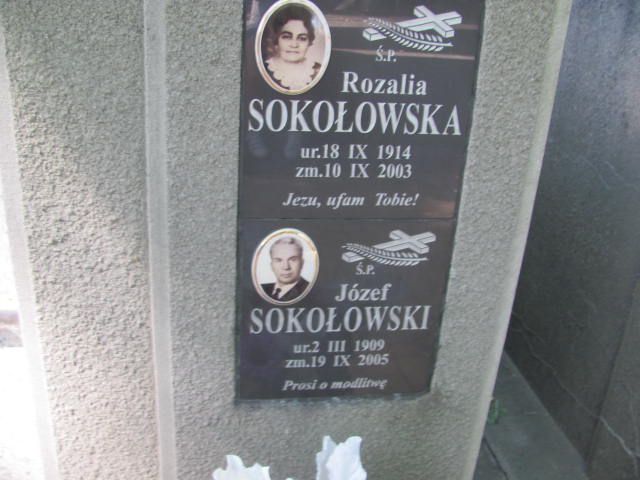 Ś.P.
Rozalia
SOKOŁOWSKA
ur.18 IX 1914
zm.10 IX 2003
Jezu, ufam Tobie!
Ś.P.
Józef
SOKOŁOWSKI
ur.2 III 1909
zm.19 IX 2005
Prosi o modlitwę